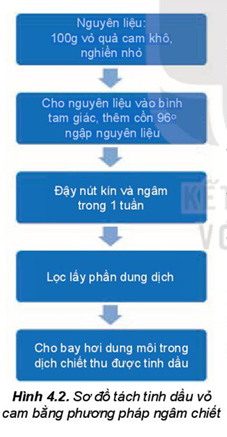 Nguyên liệu:
100g vỏ quả cam khô,
nghiền nhỏ
Cho nguyên liệu vào bình
tam giác, thêm cồn 96º
ngập nguyên liệu
Đậy nút kín và ngâm
trong 1 tuần
Lọc lấy phần dung dịch
Cho bay hơi dung môi trong
dịch chiết thu được tinh dầu
Hình 4.2. Sơ đồ tách tinh dầu vỏ
cam bằng phương pháp ngâm chiết